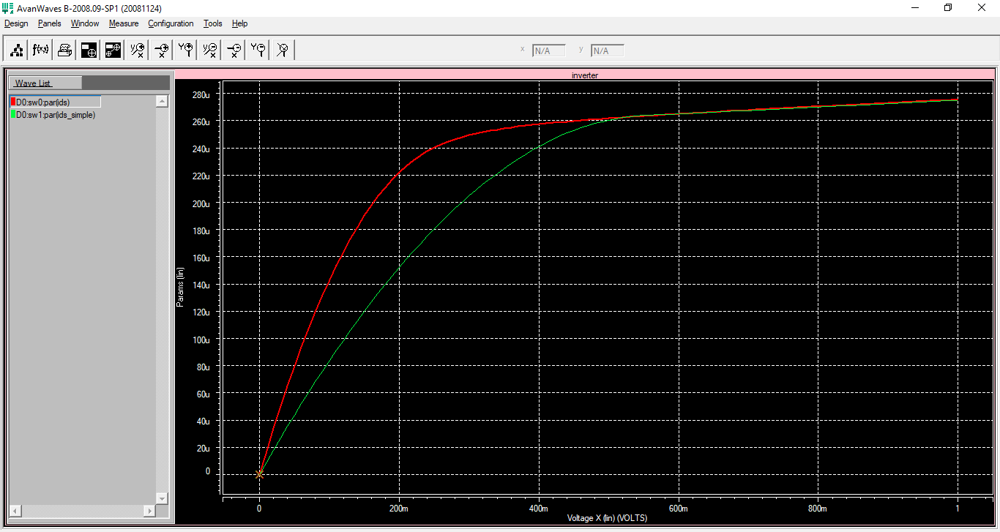 AvanWaves B-2008.09-SP1 (20081124)
Design Panels Window Measure Configuration Tools Help
f(x) x N/A y N/A
Wave List
D0:sw0:par(ids)
D0:sw1:par(ids_simple)
inverter
280u
260u
240u
220u
200u
180u
160u
140u
120u
100u
80u
60u
40u
20u
0
Params (lin)
0 200m 400m 600m 800m 1
Voltage X (lin) (VOLTS)